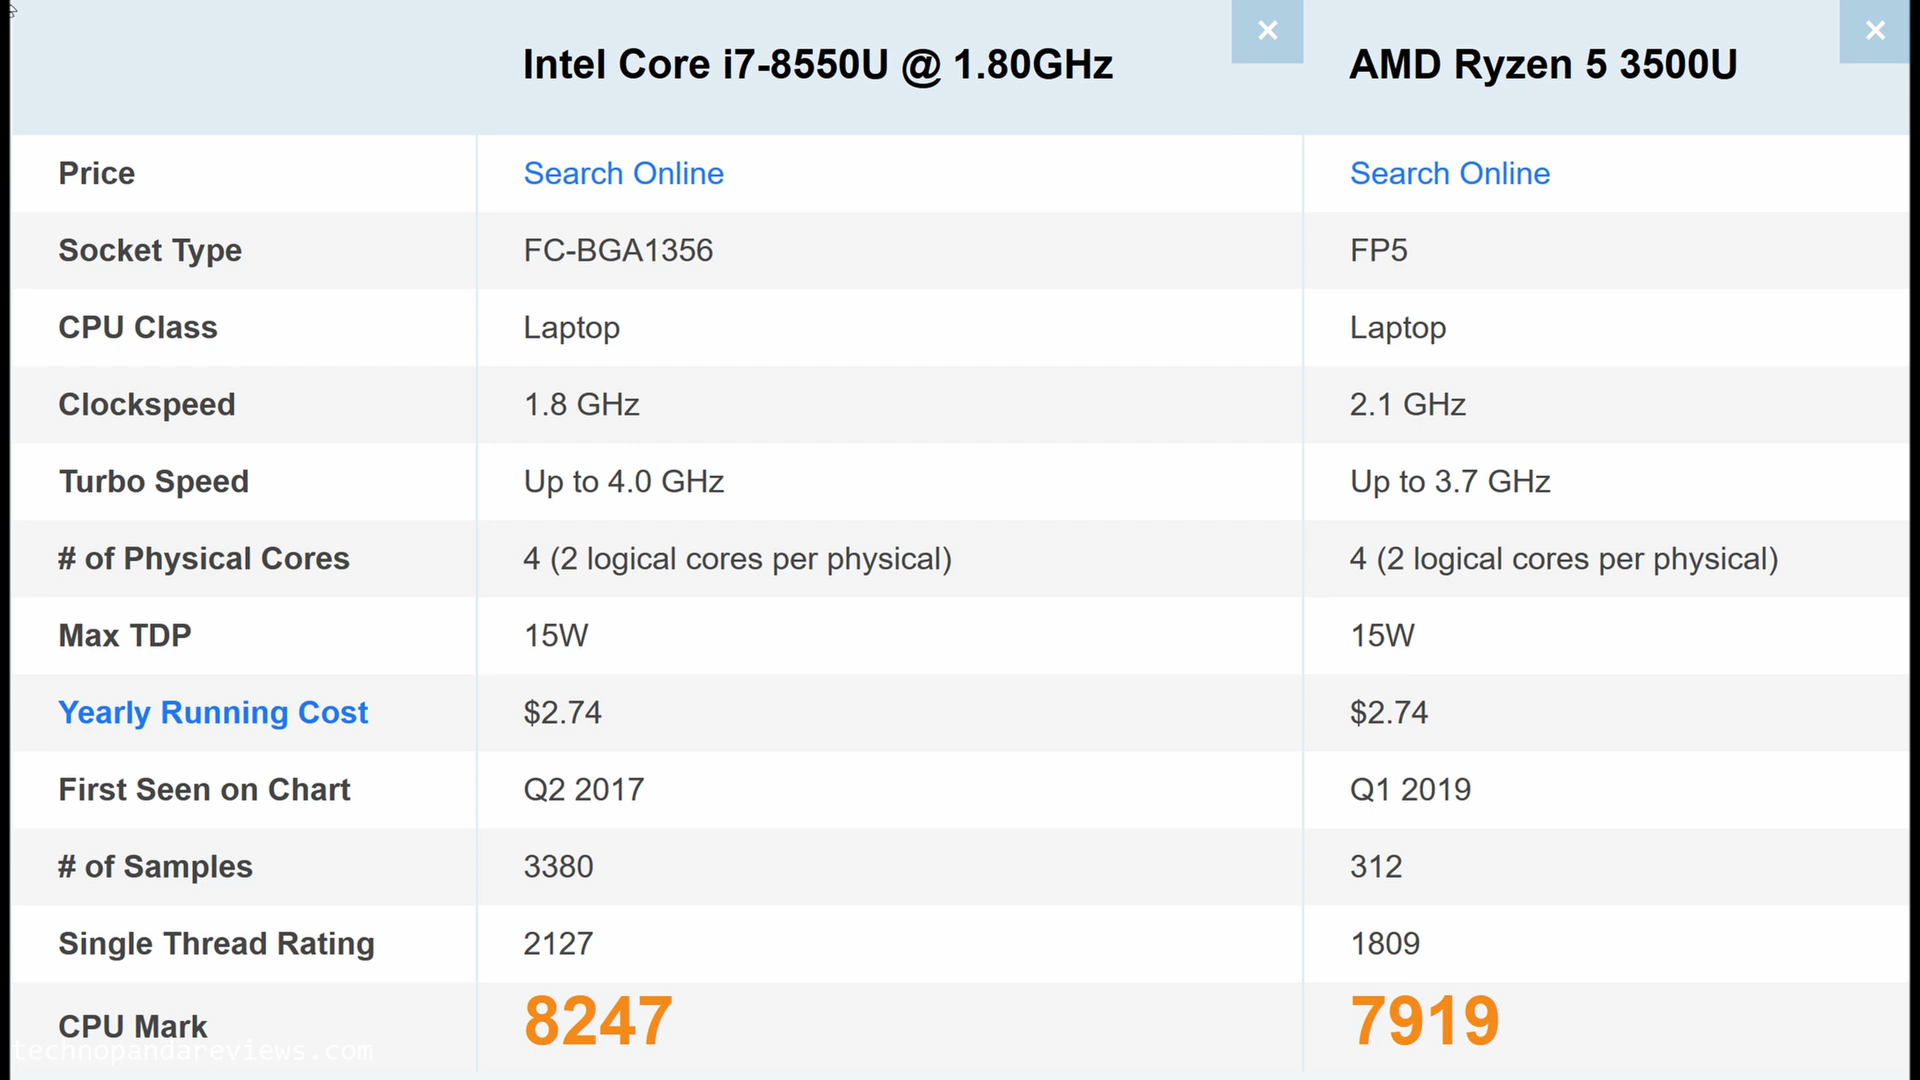 × ×
Intel Core i7-8550U @ 1.80GHz AMD Ryzen 5 3500U
Price Search Online Search Online
Socket Type FC-BGA1356 FP5
CPU Class Laptop Laptop
Clockspeed 1.8 GHz 2.1 GHz
Turbo Speed Up to 4.0 GHz Up to 3.7 GHz
# of Physical Cores 4 (2 logical cores per physical) 4 (2 logical cores per physical)
Max TDP 15W 15W
Yearly Running Cost $2.74 $2.74
First Seen on Chart Q2 2017 Q1 2019
# of Samples 3380 312
Single Thread Rating 2127 1809
CPU Mark 8247 7919
technopandareviews.com